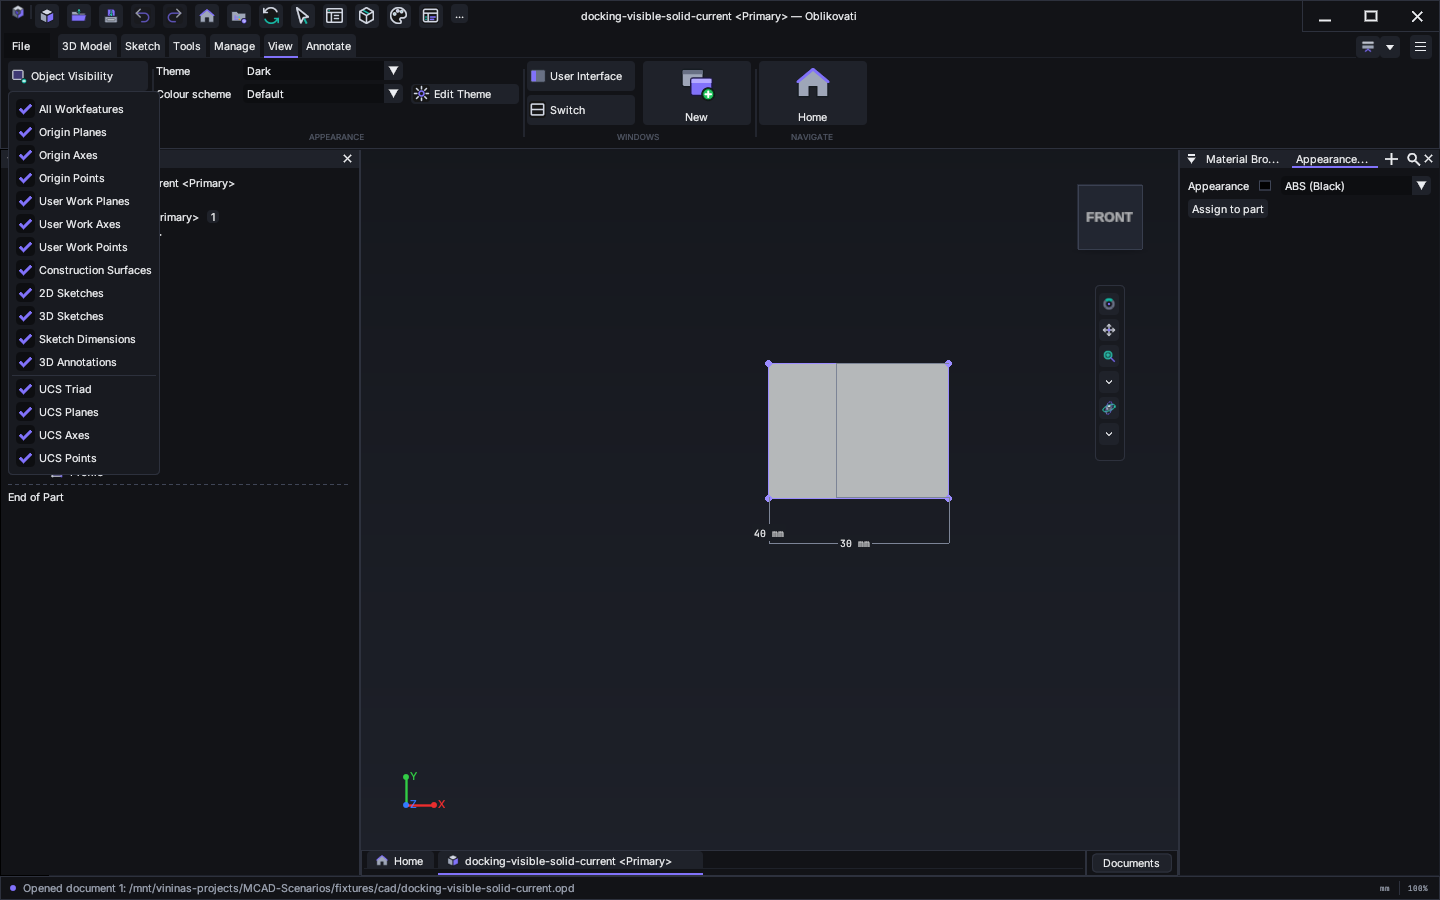 docking-visible-solid-current <Primary> — Oblikovati
File
3D Model
Sketch
Tools
Manage
View
Annotate
Object Visibility
Theme
Dark
Colour scheme
Default
Edit Theme
APPEARANCE
User Interface
Switch
New
WINDOWS
Home
NAVIGATE
All Workfeatures
Origin Planes
Origin Axes
Origin Points
User Work Planes
User Work Axes
User Work Points
Construction Surfaces
2D Sketches
3D Sketches
Sketch Dimensions
3D Annotations
UCS Triad
UCS Planes
UCS Axes
UCS Points
rent <Primary>
rimary> 1
End of Part
FRONT
40 mm
30 mm
Y
Z
X
Material Bro...
Appearance...
Appearance
ABS (Black)
Assign to part
Home
docking-visible-solid-current <Primary>
Documents
Opened document 1: /mnt/vininas-projects/MCAD-Scenarios/fixtures/cad/docking-visible-solid-current.opd
mm
100%